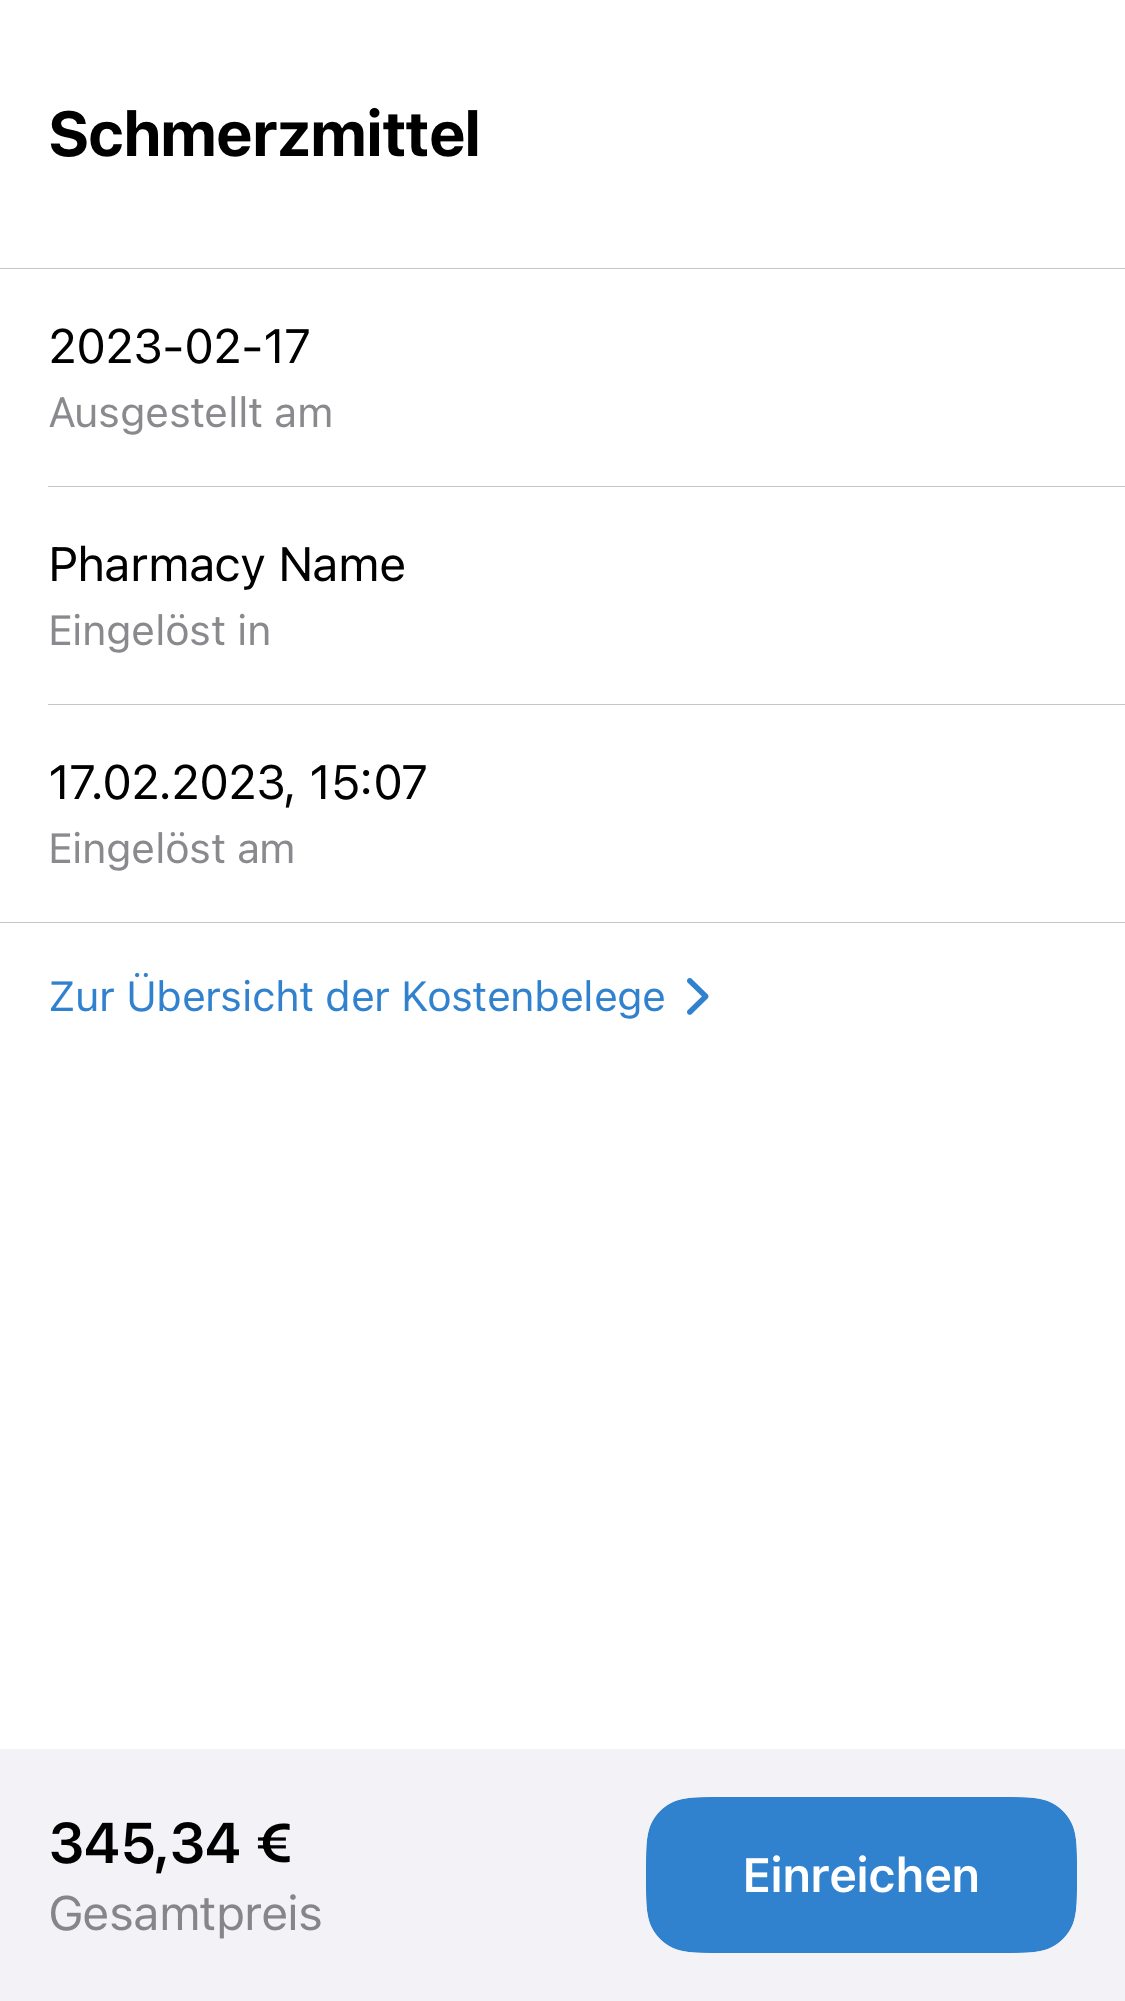 Schmerzmittel
2023-02-17
Ausgestellt am
Pharmacy Name
Eingelöst in
17.02.2023, 15:07
Eingelöst am
Zur Übersicht der Kostenbelege
345,34 €
Gesamtpreis
Einreichen